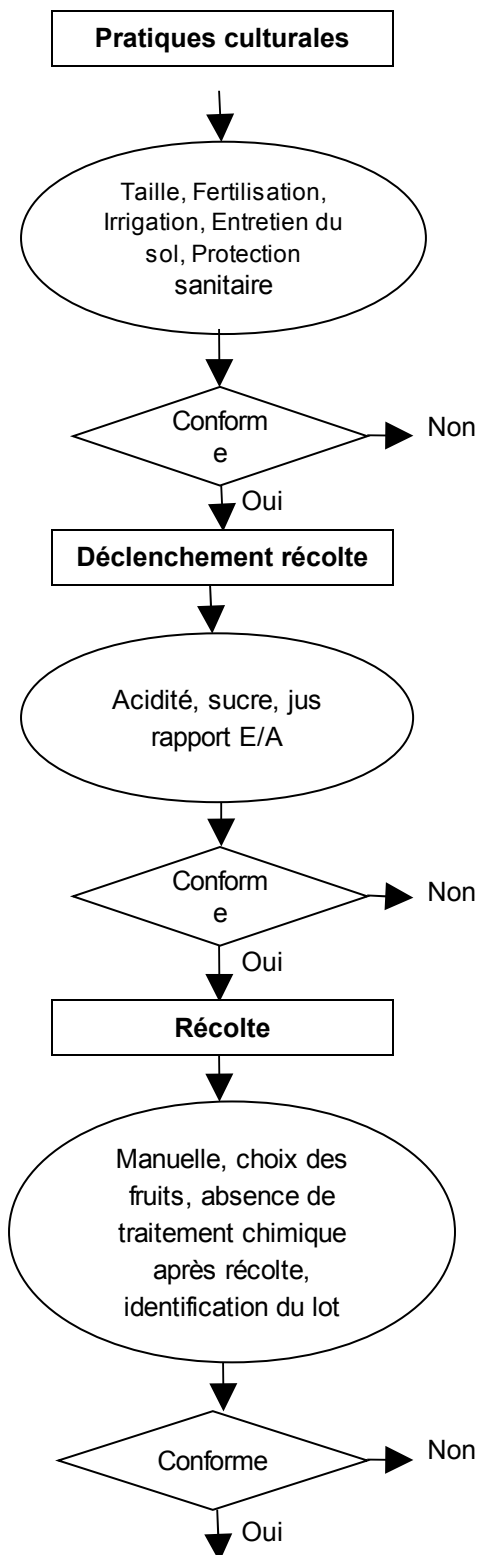 Pratiques culturales
Taille, Fertilisation,
Irrigation, Entretien du
sol, Protection
sanitaire
Conform
e
Non
Oui
Déclenchement récolte
Acidité, sucre, jus
rapport E/A
Conform
e
Non
Oui
Récolte
Manuelle, choix des
fruits, absence de
traitement chimique
après récolte,
identification du lot
Conforme
Non
Oui